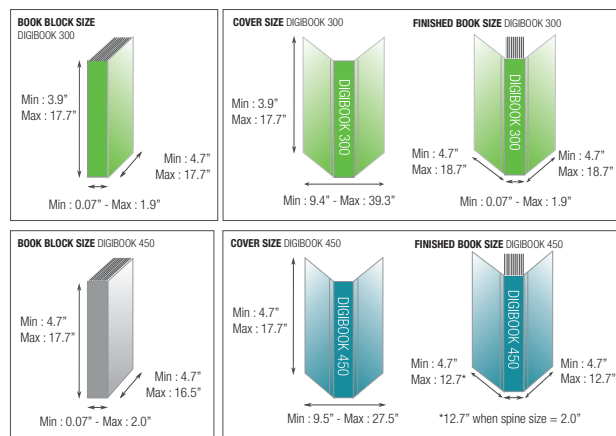 BOOK BLOCK SIZE
DIGIBOOK 300
Min : 3.9”
Max : 17.7”
Min : 4.7”
Max : 17.7”
Min : 0.07” - Max : 1.9”
COVER SIZE DIGIBOOK 300
Min : 3.9”
Max : 17.7”
DIGIBOOK 300
Min : 9.4” - Max : 39.3”
FINISHED BOOK SIZE DIGIBOOK 300
DIGIBOOK 300
Min : 4.7”
Max : 18.7”
Min : 4.7”
Max : 18.7”
Min : 0.07” - Max : 1.9”
BOOK BLOCK SIZE DIGIBOOK 450
Min : 4.7”
Max : 17.7”
Min : 4.7”
Max : 16.5”
Min : 0.07” - Max : 2.0”
COVER SIZE DIGIBOOK 450
Min : 4.7”
Max : 17.7”
DIGIBOOK 450
Min : 9.5” - Max : 27.5”
FINISHED BOOK SIZE DIGIBOOK 450
DIGIBOOK 450
Min : 4.7”
Max : 12.7”*
Min : 4.7”
Max : 12.7”
*12.7” when spine size = 2.0”